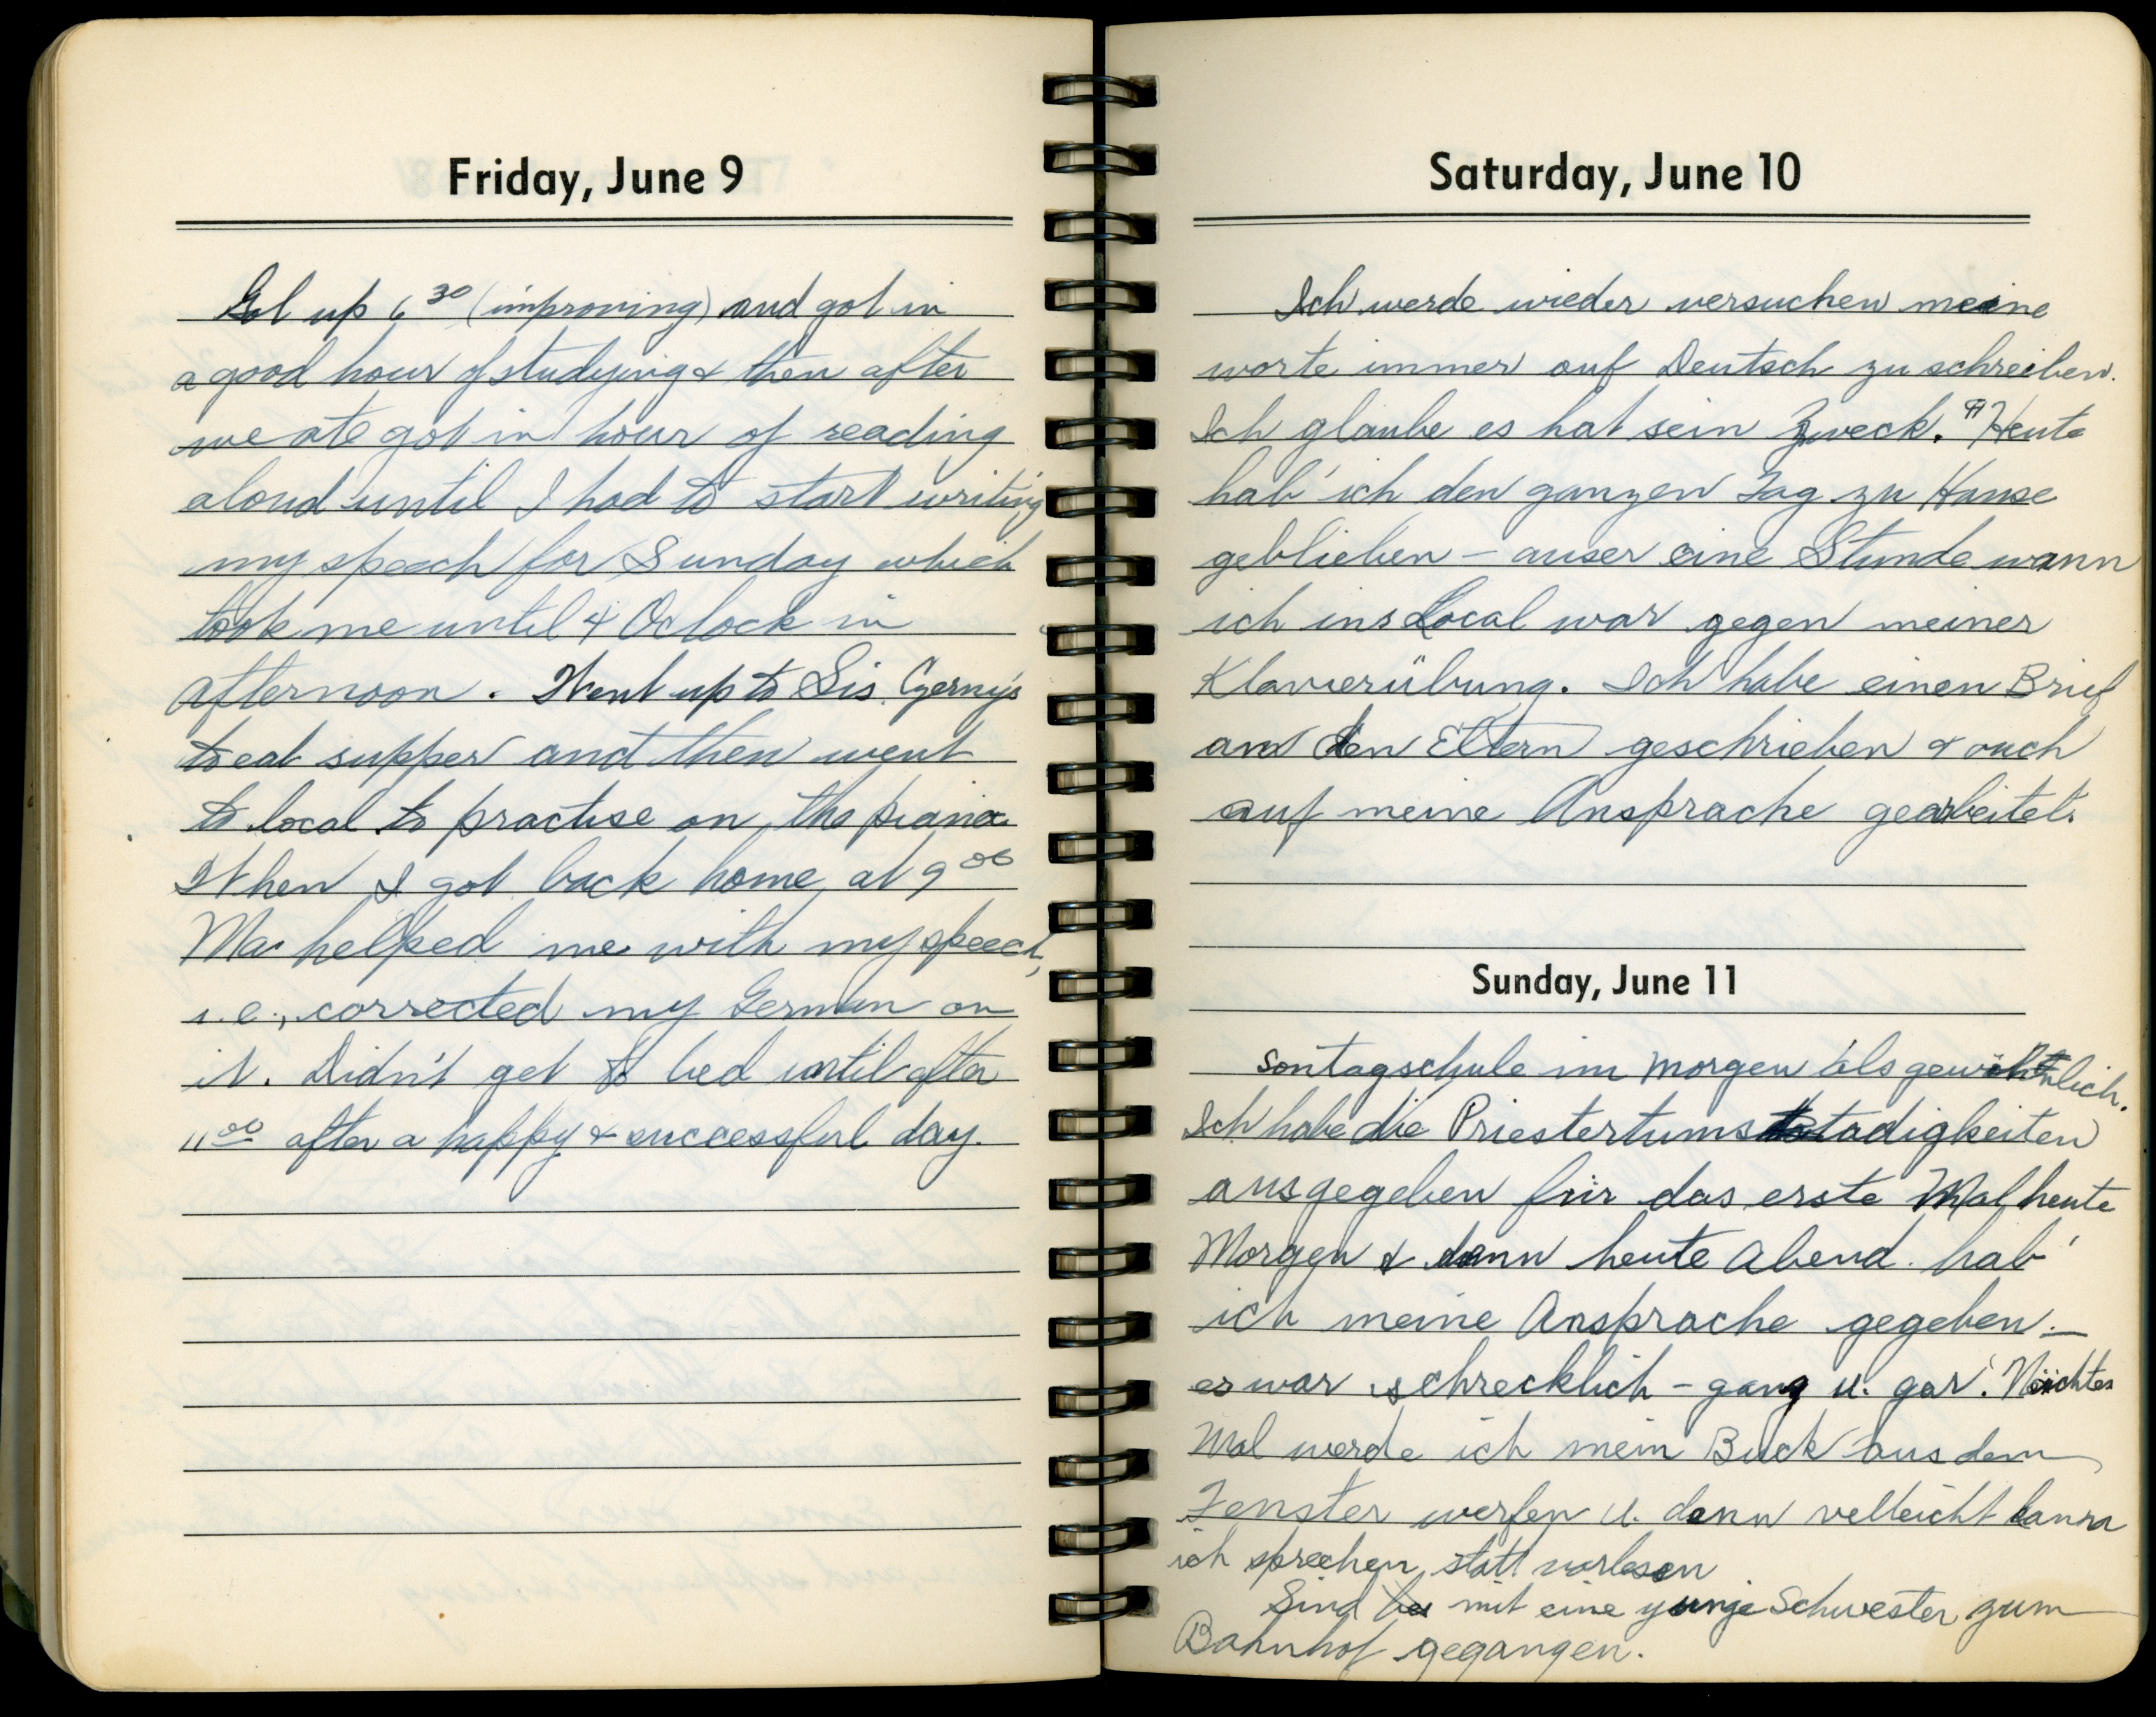 Friday, June 9
Got up 6 30 (improving) and got in
a good hour of studying & then after
we ate got in hour of reading
aloud until I had to start writing
my speech for Sunday which
took me until 4 Oclock in
afternoon. Went up to Sis. Czerny's
to eat supper and then went
to local to practise on the piano.
When I got back home at 9 00
Mac helped me with my speech,
i.e., corrected my German on
it. Didn't get to bed until after
11 00 after a happy & successful day.
Saturday, June 10
Ich werde wieder versuchen meine
worte immer auf Deutsch zu schreiben.
Ich glaube es hat sein Zweck. Heute
hab' ich den ganzen Tag zu Hause
geblieben – auser eine Stunde wann
ich ins Local war gegen meiner
Klavierübung. Ich habe einen Brief
an den Eltern geschrieben & auch
auf meine Ansprache gearbeitet.
Sunday, June 11
Sontagschule im Morgen als gewöhnlich.
Ich habe die Priestertumstadigkeiten
ausgegeben für das erste Mal heute
Morgen & dann heute Abend hab'
ich meine Ansprache gegeben –
es war schrecklich – ganz u. gar. Nächtes
Mal werde ich mein Buck aus dem
Fenster werfen u. dann velleicht kann
ich sprechen statt vorlesen
Sind mit eine yunge Schwester zum
Bahnhof gegangen.